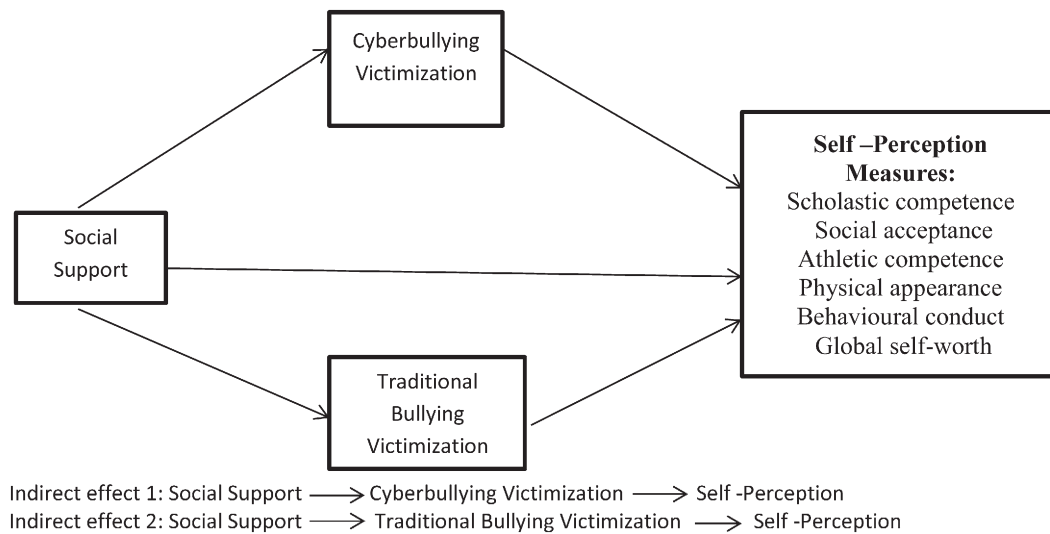 Cyberbullying
Victimization
Self –Perception
Measures:
Scholastic competence
Social acceptance
Athletic competence
Physical appearance
Behavioural conduct
Global self-worth
Social
Support
Traditional
Bullying
Victimization
Indirect effect 1: Social Support → Cyberbullying Victimization → Self -Perception
Indirect effect 2: Social Support → Traditional Bullying Victimization → Self -Perception